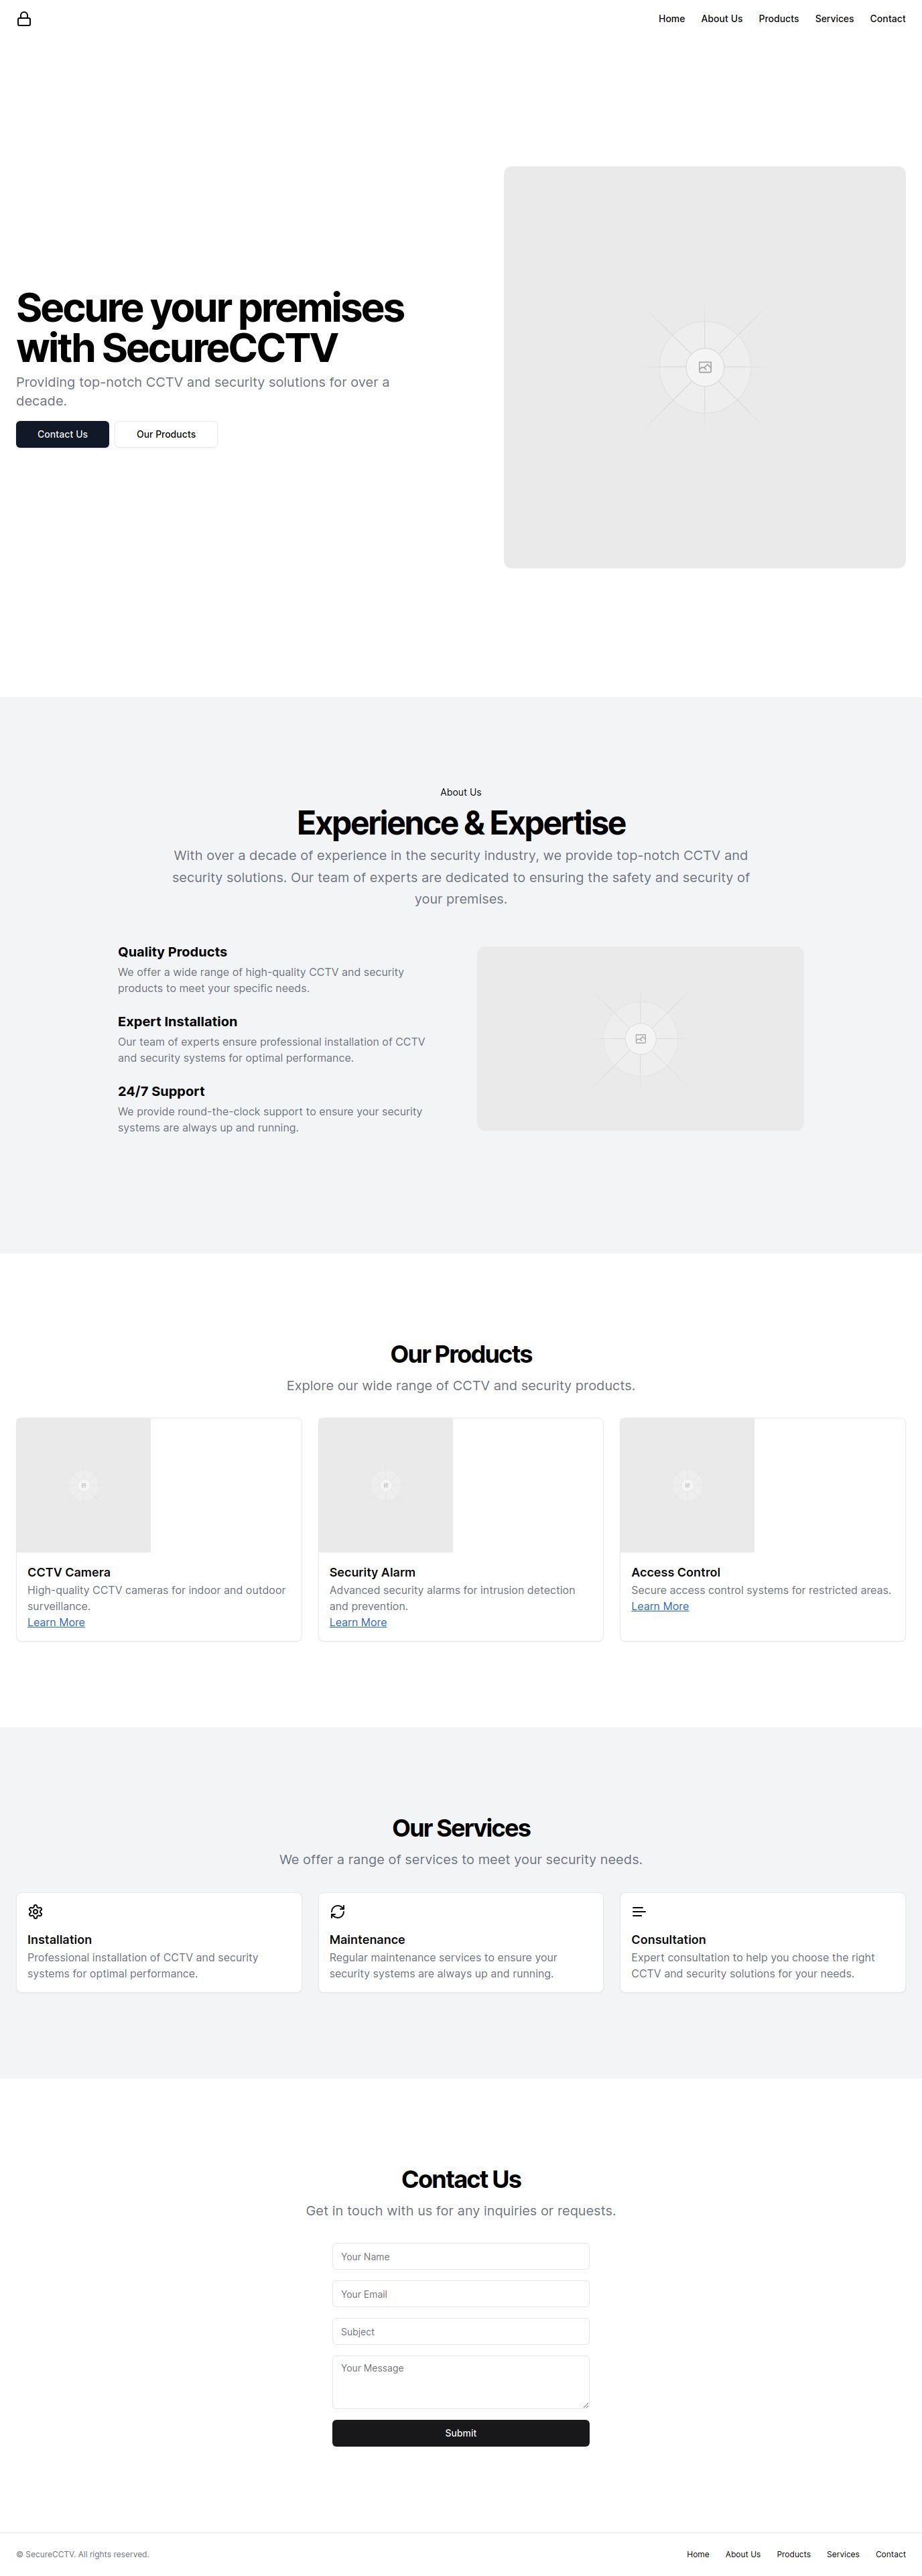 Home About Us Products Services Contact
Secure your premises
with SecureCCTV
Providing top-notch CCTV and security solutions for over a
decade.
Contact Us Our Products
About Us
Experience & Expertise
With over a decade of experience in the security industry, we provide top-notch CCTV and
security solutions. Our team of experts are dedicated to ensuring the safety and security of
your premises.
Quality Products
We offer a wide range of high-quality CCTV and security
products to meet your specific needs.
Expert Installation
Our team of experts ensure professional installation of CCTV
and security systems for optimal performance.
24/7 Support
We provide round-the-clock support to ensure your security
systems are always up and running.
Our Products
Explore our wide range of CCTV and security products.
CCTV Camera
High-quality CCTV cameras for indoor and outdoor
surveillance.
Learn More
Security Alarm
Advanced security alarms for intrusion detection
and prevention.
Learn More
Access Control
Secure access control systems for restricted areas.
Learn More
Our Services
We offer a range of services to meet your security needs.
Installation
Professional installation of CCTV and security
systems for optimal performance.
Maintenance
Regular maintenance services to ensure your
security systems are always up and running.
Consultation
Expert consultation to help you choose the right
CCTV and security solutions for your needs.
Contact Us
Get in touch with us for any inquiries or requests.
Your Name
Your Email
Subject
Your Message
Submit
© SecureCCTV. All rights reserved.
Home About Us Products Services Contact